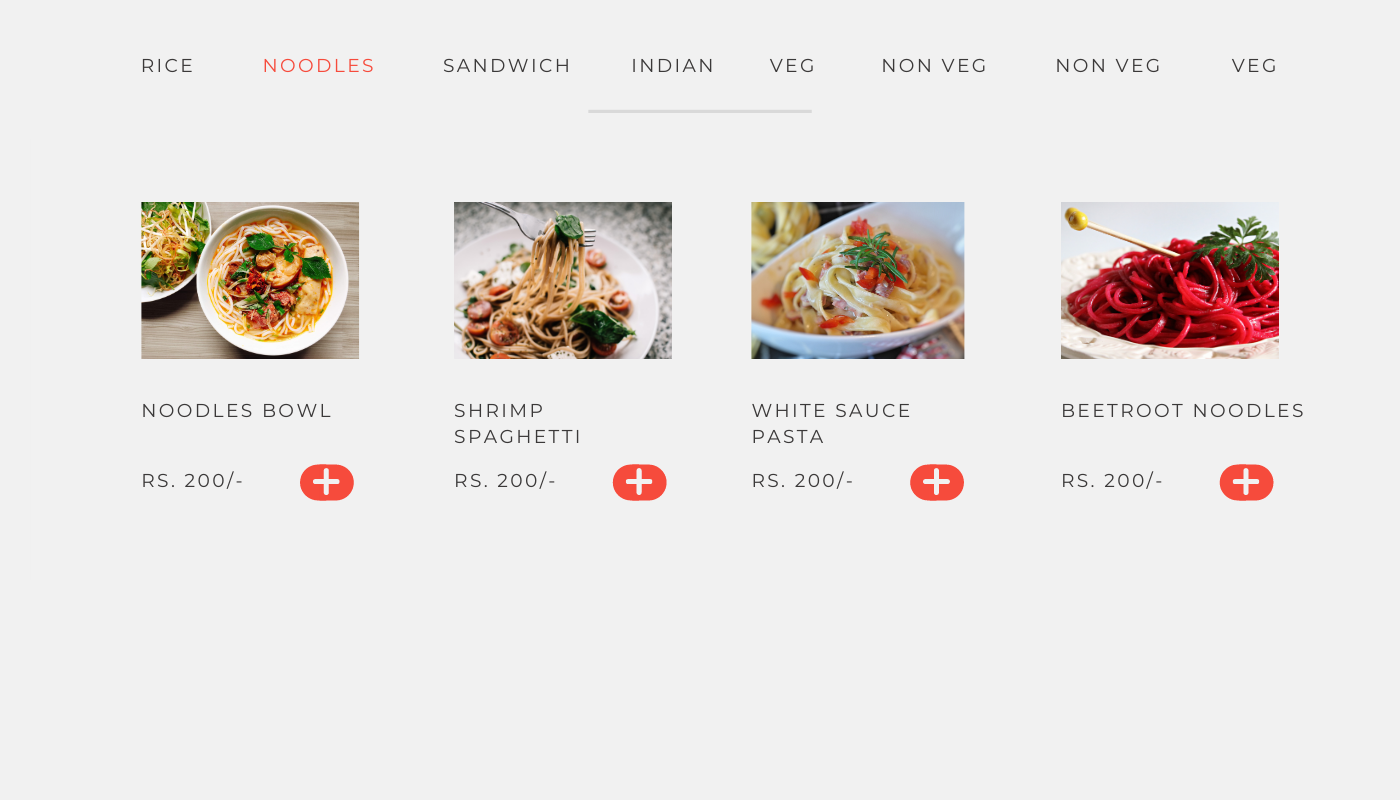 RICE NOODLES SANDWICH INDIAN VEG NON VEG NON VEG VEG
NOODLES BOWL
RS. 200/-
SHRIMP
SPAGHETTI
RS. 200/-
WHITE SAUCE
PASTA
RS. 200/-
BEETROOT NOODLES
RS. 200/-